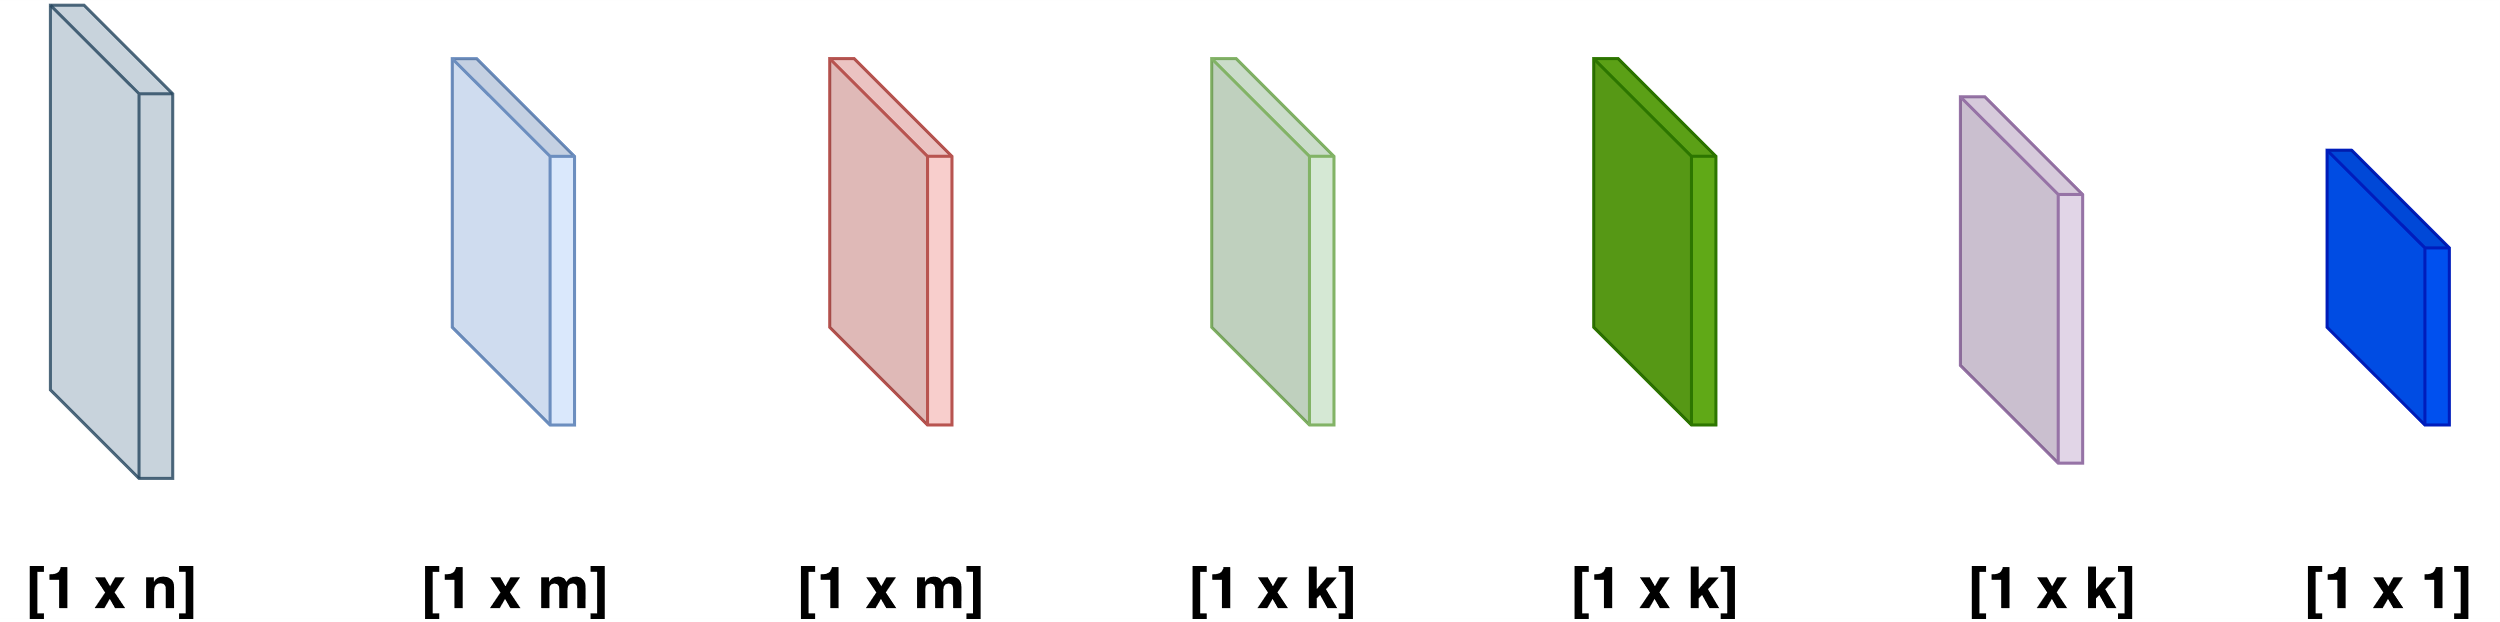 [1 x n] [1 x m] [1 x m] [1 x k] [1 x k] [1 x k] [1 x 1]